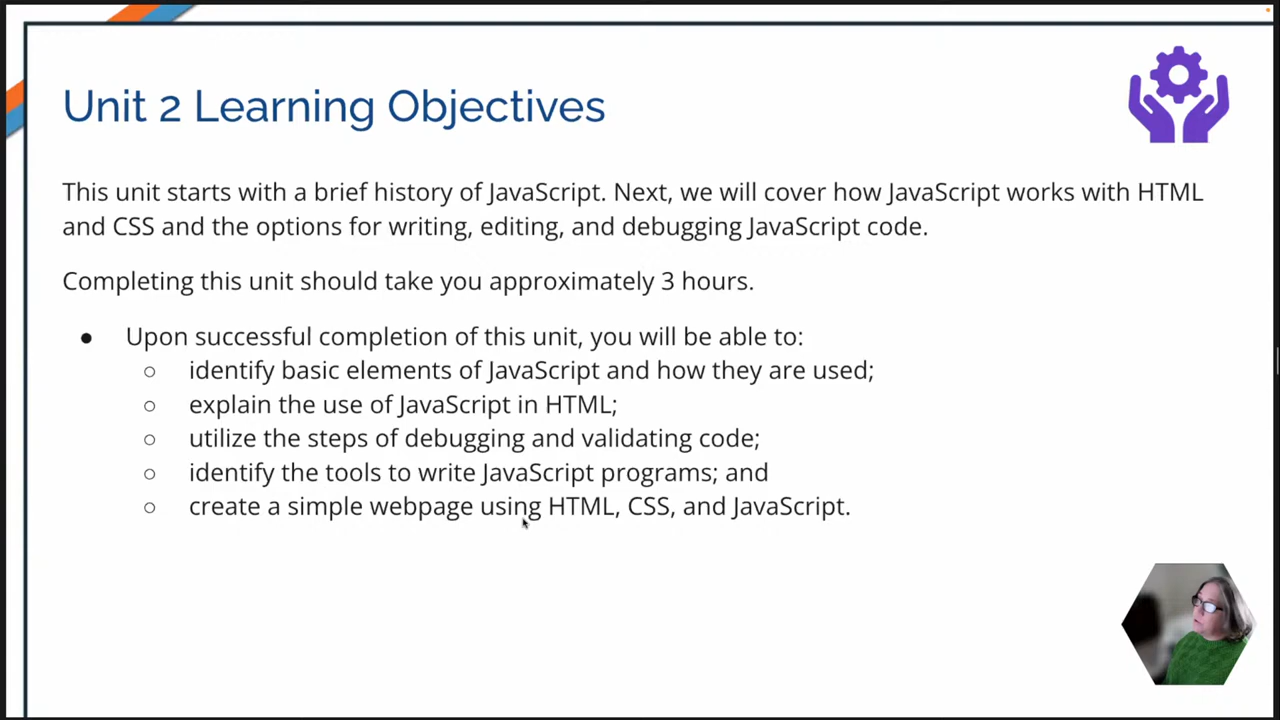 Unit 2 Learning Objectives
This unit starts with a brief history of JavaScript. Next, we will cover how JavaScript works with HTML
and CSS and the options for writing, editing, and debugging JavaScript code.
Completing this unit should take you approximately 3 hours.
● Upon successful completion of this unit, you will be able to:
○ identify basic elements of JavaScript and how they are used;
○ explain the use of JavaScript in HTML;
○ utilize the steps of debugging and validating code;
○ identify the tools to write JavaScript programs; and
○ create a simple webpage using HTML, CSS, and JavaScript.